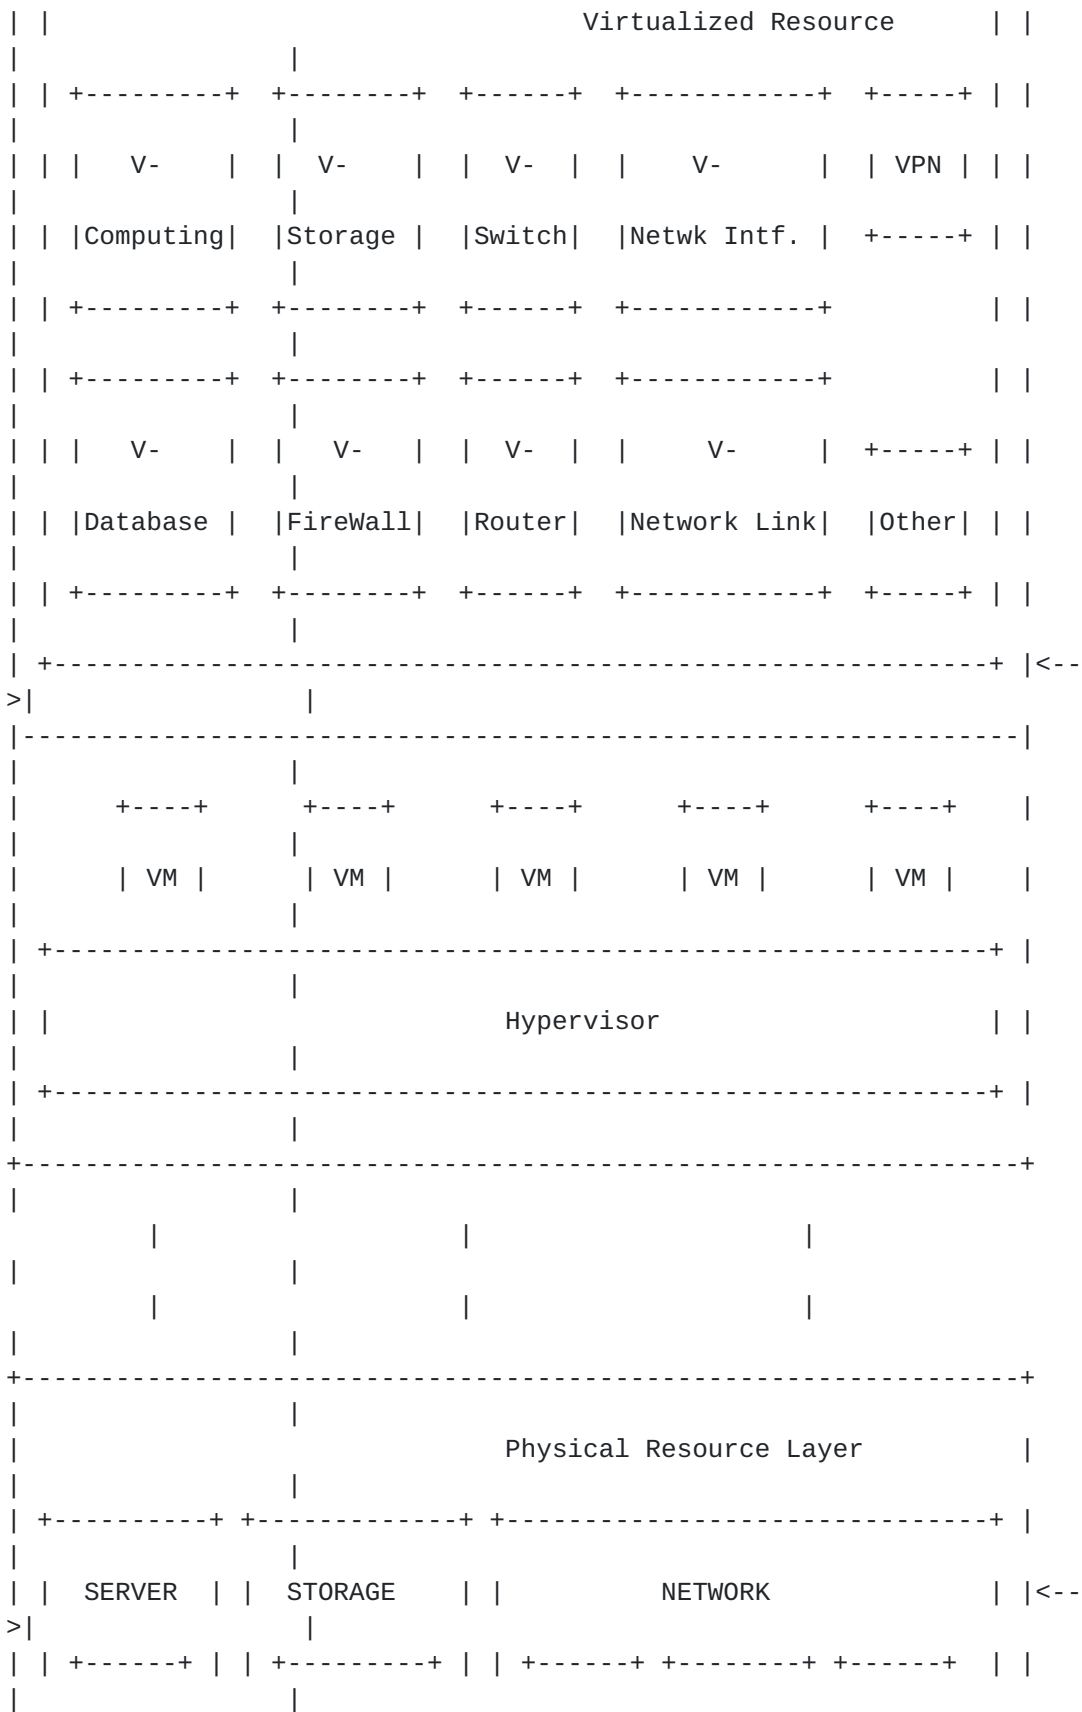 | |                                  Virtualized Resource      | |
|                 |
| | +---------+  +--------+  +------+  +------------+  +-----+ | |
|                 |
| | |   V-    |  |  V-    |  |  V-  |  |    V-      |  | VPN | | |
|                 |
| | |Computing|  |Storage |  |Switch|  |Netwk Intf. |  +-----+ | |
|                 |
| | +---------+  +--------+  +------+  +------------+          | |
|                 |
| | +---------+  +--------+  +------+  +------------+          | |
|                 |
| | |   V-    |  |   V-   |  |  V-  |  |     V-     |  +-----+ | |
|                 |
| | |Database |  |FireWall|  |Router|  |Network Link|  |Other| | |
|                 |
| | +---------+  +--------+  +------+  +------------+  +-----+ | |
|                 |
| +------------------------------------------------------------+ |<--
>|                 |
|----------------------------------------------------------------|
|                 |
|      +----+      +----+      +----+      +----+      +----+    |
|                 |
|      | VM |      | VM |      | VM |      | VM |      | VM |    |
|                 |
| +------------------------------------------------------------+ |
|                 |
| |                             Hypervisor                     | |
|                 |
| +------------------------------------------------------------+ |
|                 |
+----------------------------------------------------------------+
|                 |
         |                   |                     |
|                 |
         |                   |                     |
|                 |
+----------------------------------------------------------------+
|                 |
|                               Physical Resource Layer          |
|                 |
| +----------+ +-------------+ +-------------------------------+ |
|                 |
| |  SERVER  | |  STORAGE    | |          NETWORK              | |<--
>|                 |
| | +------+ | | +---------+ | | +------+ +--------+ +------+  | |
|                 |